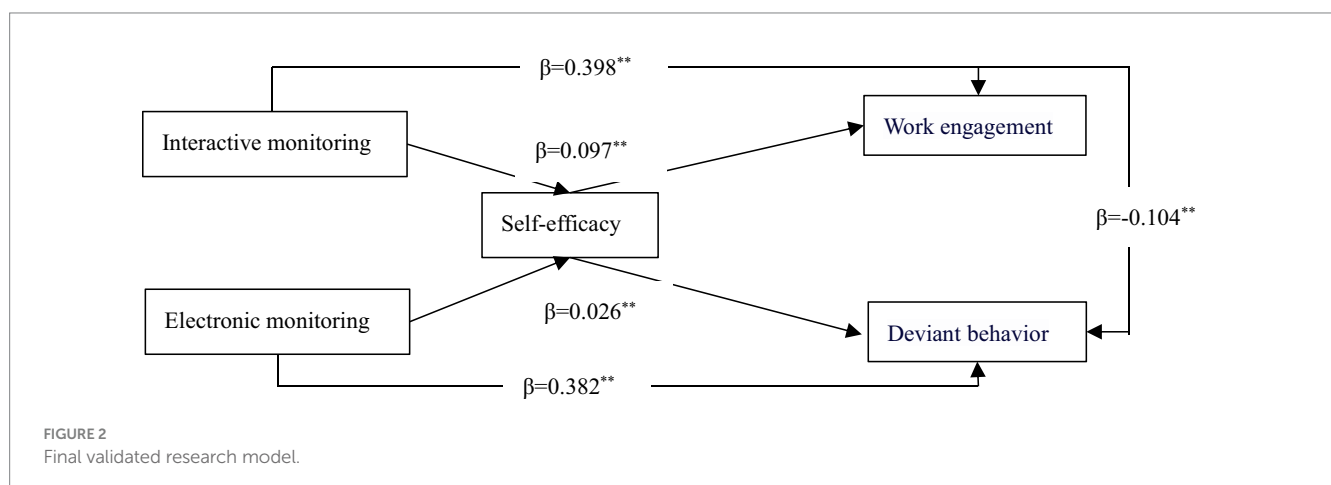 β=0.398**
Interactive monitoring
Work engagement
β=0.097**
Self-efficacy
β=-0.104**
Electronic monitoring
β=0.026**
Deviant behavior
β=0.382**
FIGURE 2
Final validated research model.